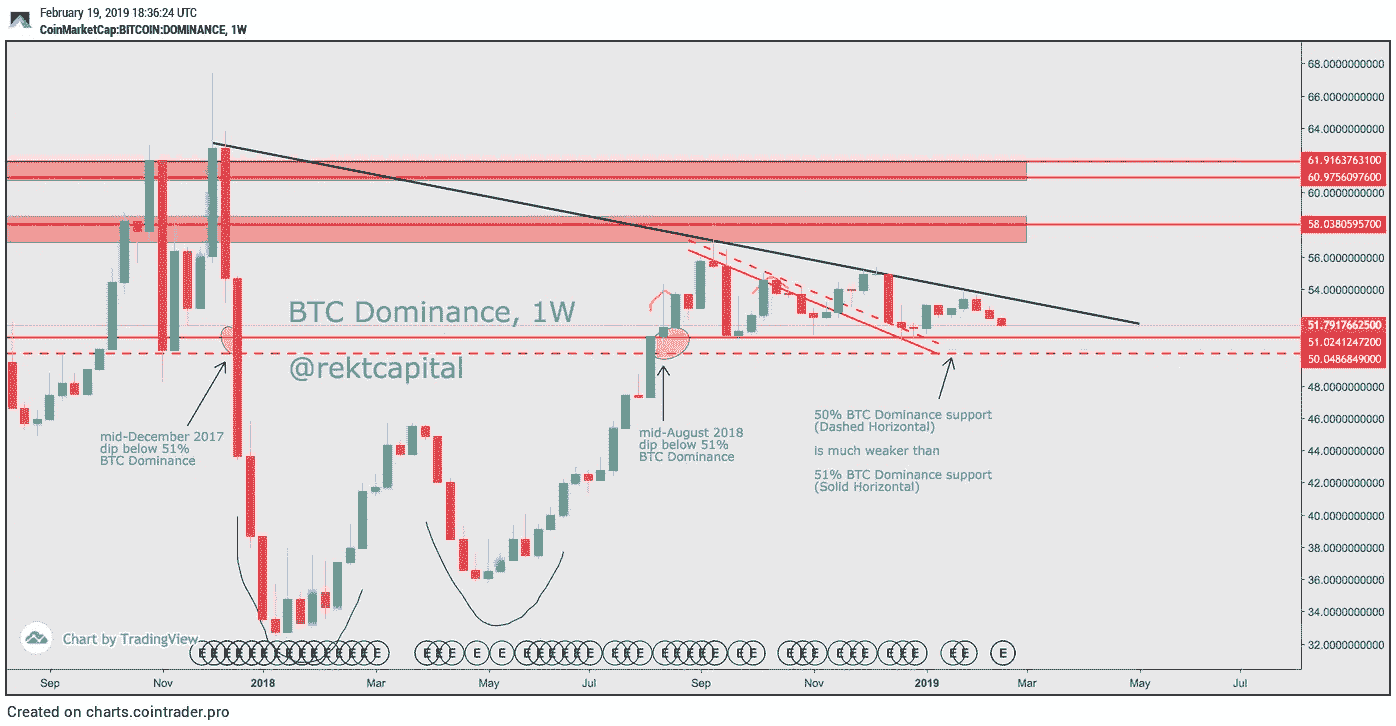 February 19, 2019 18:36:24 UTC
CoinMarketCap:BITCOIN:DOMINANCE, 1W
68.0000000000
66.0000000000
64.0000000000
61.9163763100
60.9756097600
60.0000000000
58.0380595700
56.0000000000
54.0000000000
51.7917662500
51.0241247200
50.0486849000
48.0000000000
46.0000000000
44.0000000000
42.0000000000
40.0000000000
38.0000000000
36.0000000000
34.0000000000
32.0000000000
BTC Dominance, 1W
@rektcapital
mid-December 2017
dip below 51%
BTC Dominance
mid-August 2018
dip below 51%
BTC Dominance
50% BTC Dominance support
(Dashed Horizontal)
is much weaker than
51% BTC Dominance support
(Solid Horizontal)
Chart by TradingView
E E E E E E E E E E E E E E E E E E E E E E E E E E E E E E E E E E E E E E E E E E E E E E E
Sep Nov 2018 Mar May Jul Sep Nov 2019 Mar May Jul
Created on charts.cointrader.pro